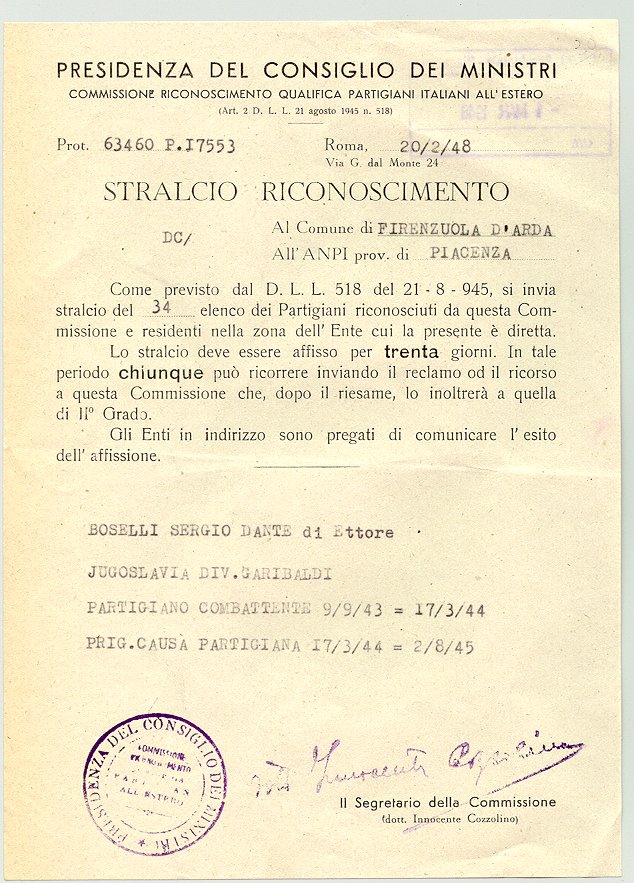 PRESIDENZA DEL CONSIGLIO DEI MINISTRI
COMMISSIONE RICONOSCIMENTO QUALIFICA PARTIGIANI ITALIANI ALL'ESTERO
(Art. 2 D. L. L. 21 agosto 1945 n. 518)
Prot. 63460 P.I7553 Roma, 20/2/48
Via G. dal Monte 24
STRALCIO RICONOSCIMENTO
DC/
Al Comune di FIRENZUOLA D'ARDA
All'ANPI prov. di PIACENZA
Come previsto dal D. L. L. 518 del 21 - 8 - 945, si invia
stralcio del 34 elenco dei Partigiani riconosciuti da questa Com-
missione e residenti nella zona dell'Ente cui la presente è diretta.
Lo stralcio deve essere affisso per trenta giorni. In tale
periodo chiunque può ricorrere inviando il reclamo od il ricorso
a questa Commissione che, dopo il riesame, lo inoltrerà a quella
di II° Grado.
Gli Enti in indirizzo sono pregati di comunicare l'esito
dell'affissione.
BOSELLI SERGIO DANTE di Ettore
JUGOSLAVIA DIV.GARIBALDI
PARTIGIANO COMBATTENTE 9/9/43 = 17/3/44
PRIG.CAUSA PARTIGIANA 17/3/44 = 2/8/45
PRESIDENZA DEL CONSIGLIO DEI MINISTRI
COMMISSIONE
ALL'ESTERO
Innocente Cozzolino
Il Segretario della Commissione
(dott. Innocente Cozzolino)